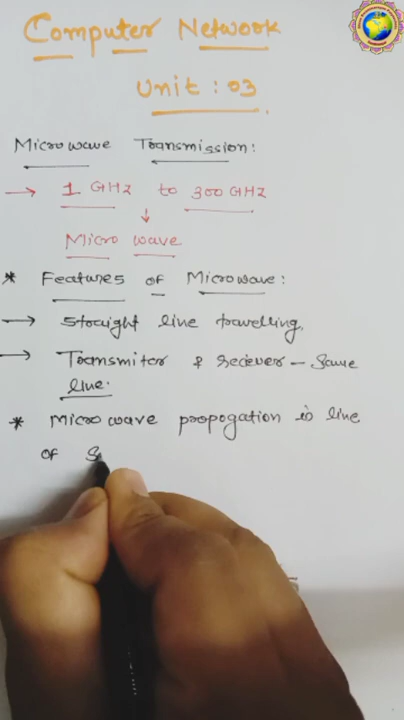 Computer Network
Unit : 03
Microwave Transmission :
→ 1 GHz to 300 GHz
↓
Micro wave
* Features of Microwave :
→ Straight line travelling.
→ Transmiter & reciever - Same
line.
* Microwave propogation is line
of S